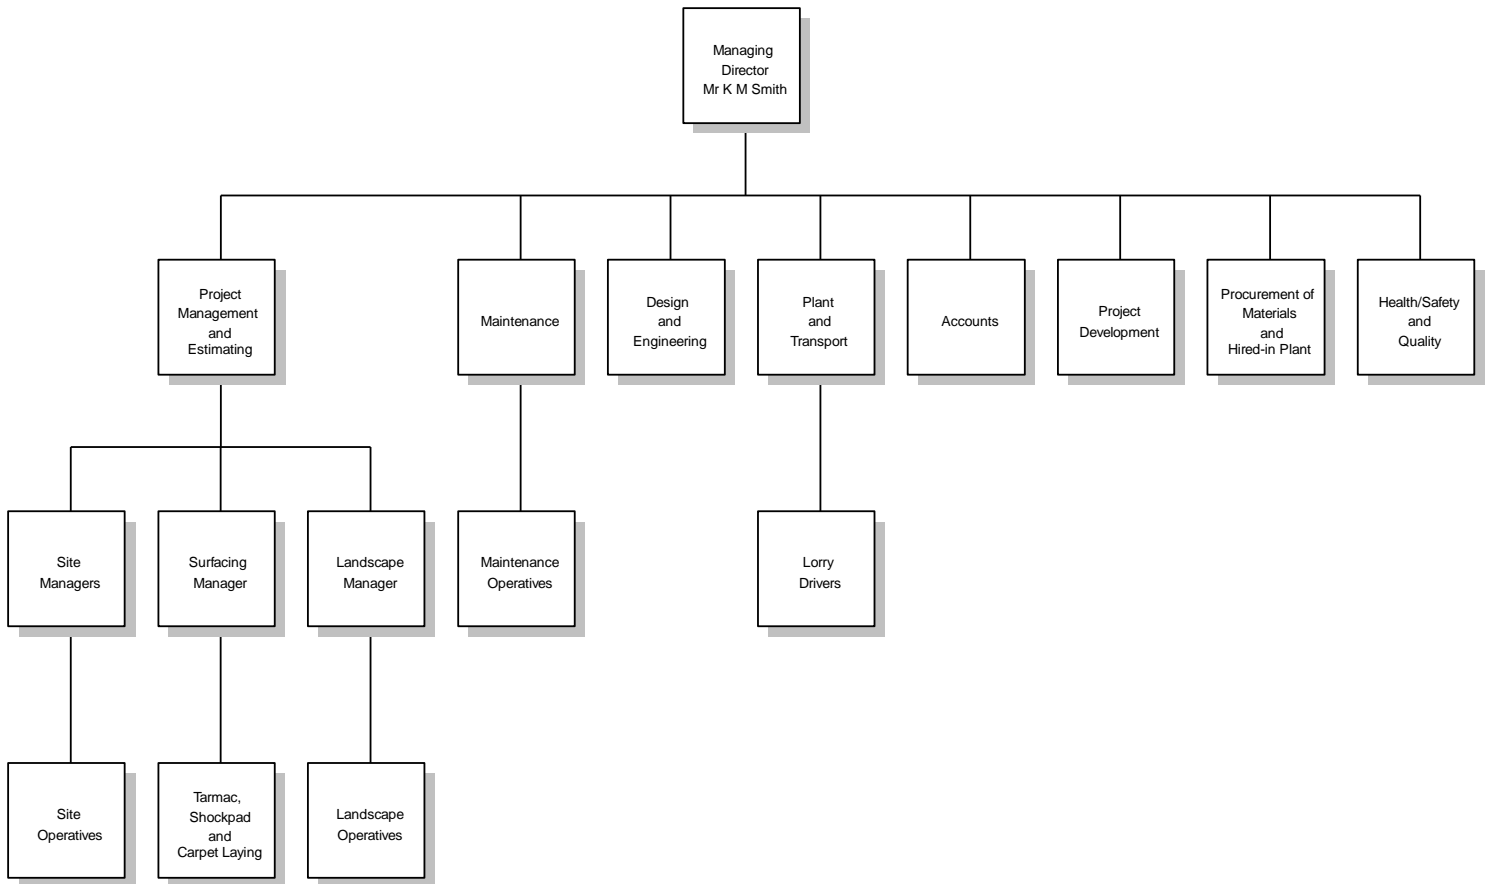 Managing
Director
Mr K M Smith
Project
Management
and
Estimating
Maintenance
Design
and
Engineering
Plant
and
Transport
Accounts
Project
Development
Procurement of
Materials
and
Hired-in Plant
Health/Safety
and
Quality
Site
Managers
Surfacing
Manager
Landscape
Manager
Maintenance
Operatives
Lorry
Drivers
Site
Operatives
Tarmac,
Shockpad
and
Carpet Laying
Landscape
Operatives